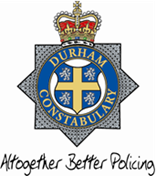 DURHAM
CONSTABULARY
Altogether Better Policing